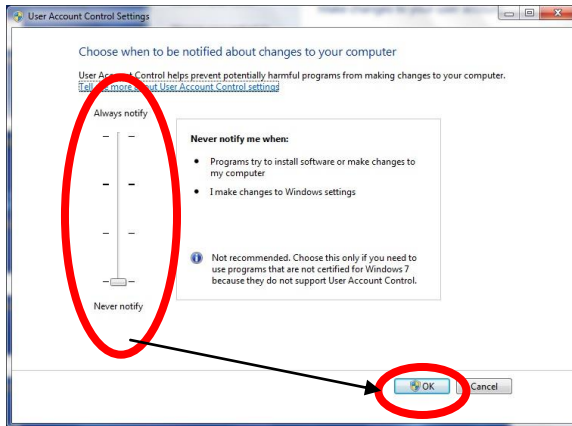 User Account Control Settings
Choose when to be notified about changes to your computer
User Account Control helps prevent potentially harmful programs from making changes to your computer.
Tell me more about User Account Control settings
Always notify
Never notify me when:
• Programs try to install software or make changes to
my computer
• I make changes to Windows settings
Not recommended. Choose this only if you need to
use programs that are not certified for Windows 7
because they do not support User Account Control.
Never notify
OK
Cancel